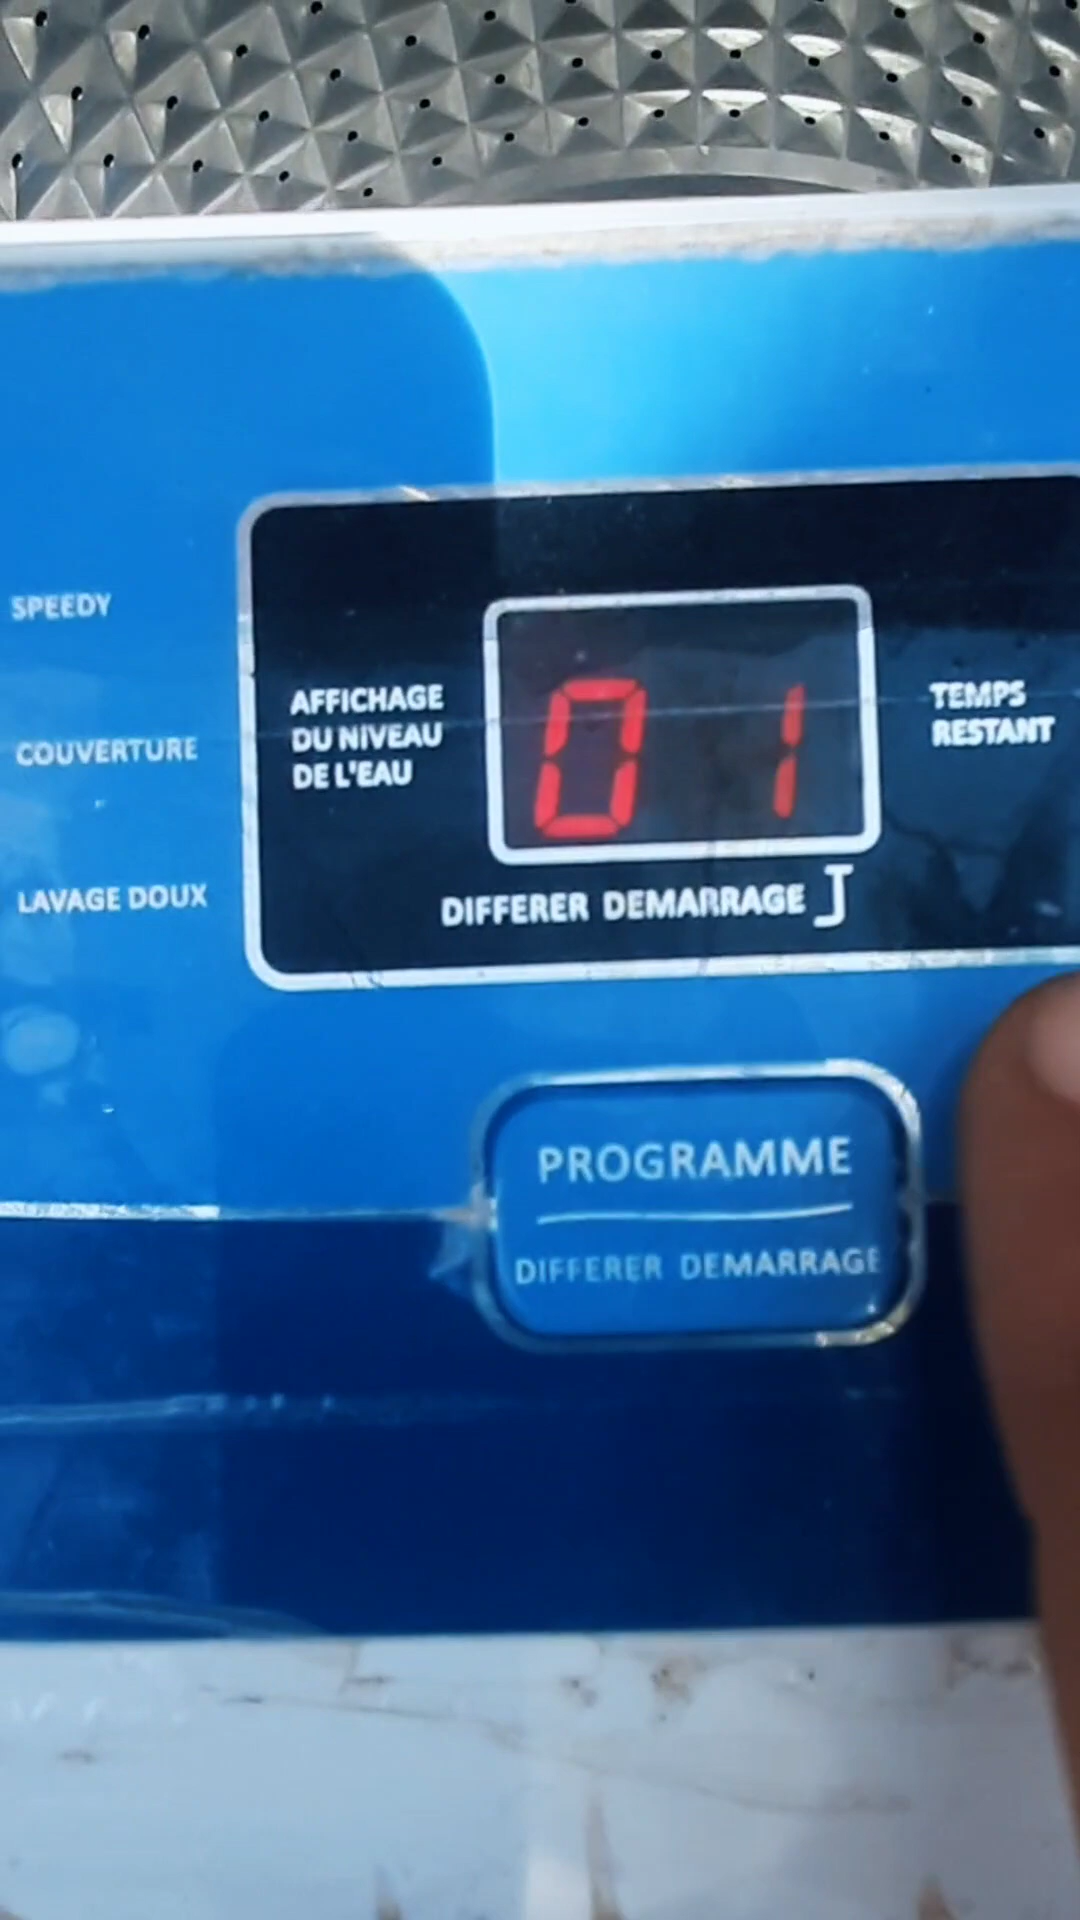 SPEEDY
COUVERTURE
LAVAGE DOUX
AFFICHAGE
DU NIVEAU
DE L'EAU
01
TEMPS
RESTANT
DIFFERER DEMARRAGE
PROGRAMME
DIFFERER DEMARRAGE